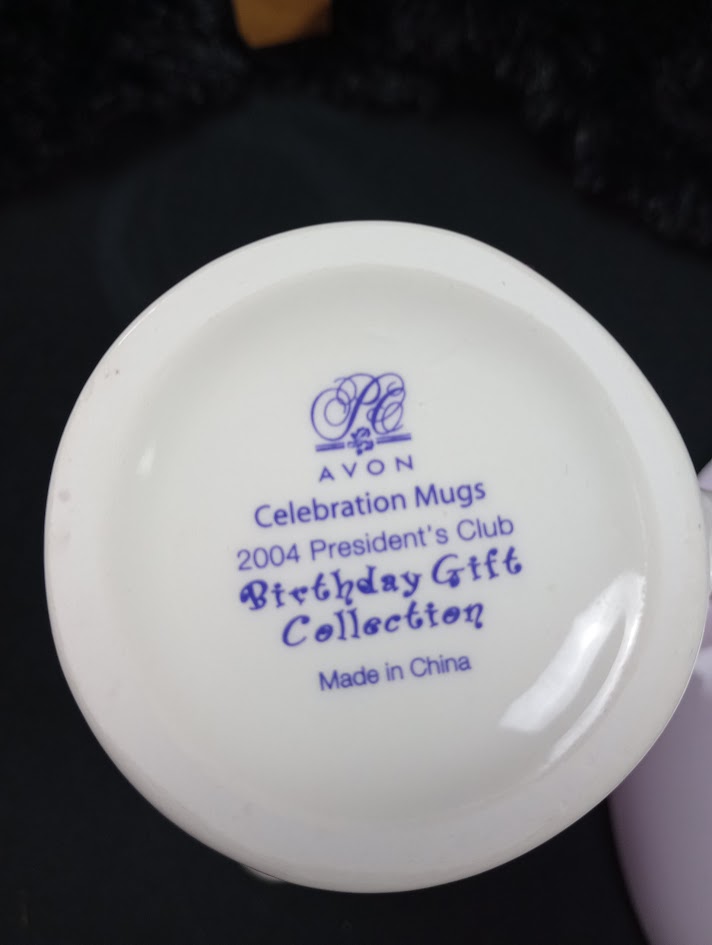 PC
AVON
Celebration Mugs
2004 President's Club
Birthday Gift
Collection
Made in China